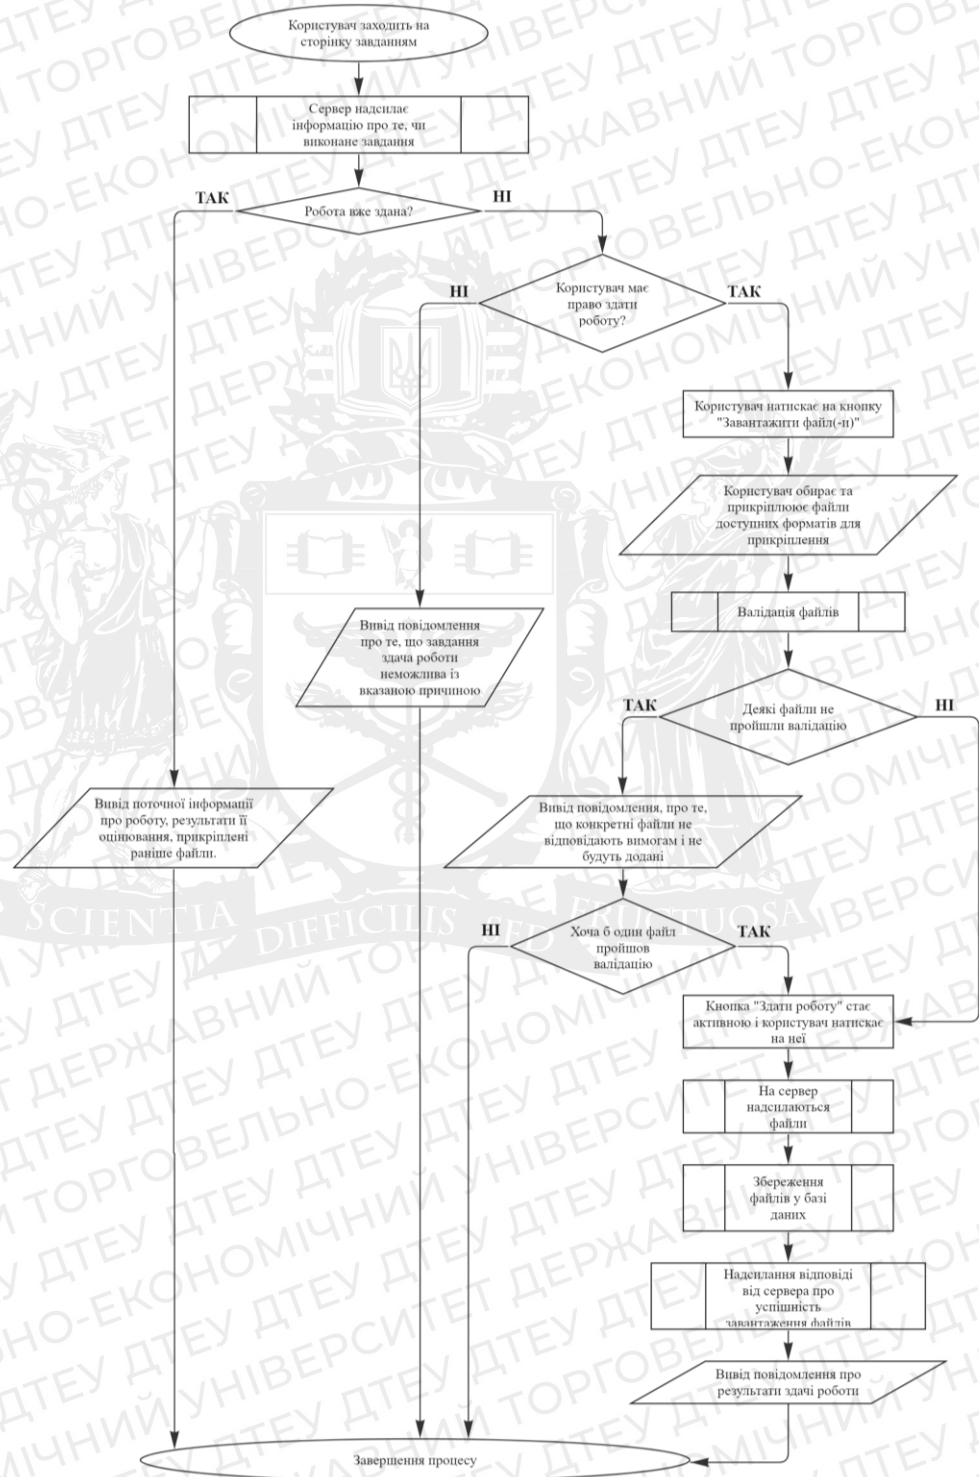 Користувач заходить на
сторінку завданням
Сервер надсилає
інформацію про те, чи
виконане завдання
ТАК
Робота вже здана?
НІ
НІ
Користувач має
право здати
роботу?
ТАК
Користувач натискає на кнопку
"Завантажити файл(-и)"
Користувач обирає та
прикріплюює файли
доступних форматів для
прикріплення
Валідація файлів
Вивід повідомлення
про те, що завдання
здача роботи
неможлива із
вказаною причиною
ТАК
Деякі файли не
пройшли валідацію
НІ
Вивід поточної інформації
про роботу, результати її
оцінювання, прикріплені
раніше файли.
Вивід повідомлення, про те,
що конкретні файли не
відповідають вимогам і не
будуть додані
SCIENTIA DIFFICILIS SED FRUCTUOSA
НІ
Хоча б один файл
пройшов
валідацію
ТАК
Кнопка "Здати роботу" стає
активною і користувач натискає
на неї
На сервер
надсилаються
файли
Збереження
файлів у базі
даних
Надсилання відповіді
від сервера про
успішність
завантаження файлів
Вивід повідомлення про
результати здачі роботи
Завершення процесу